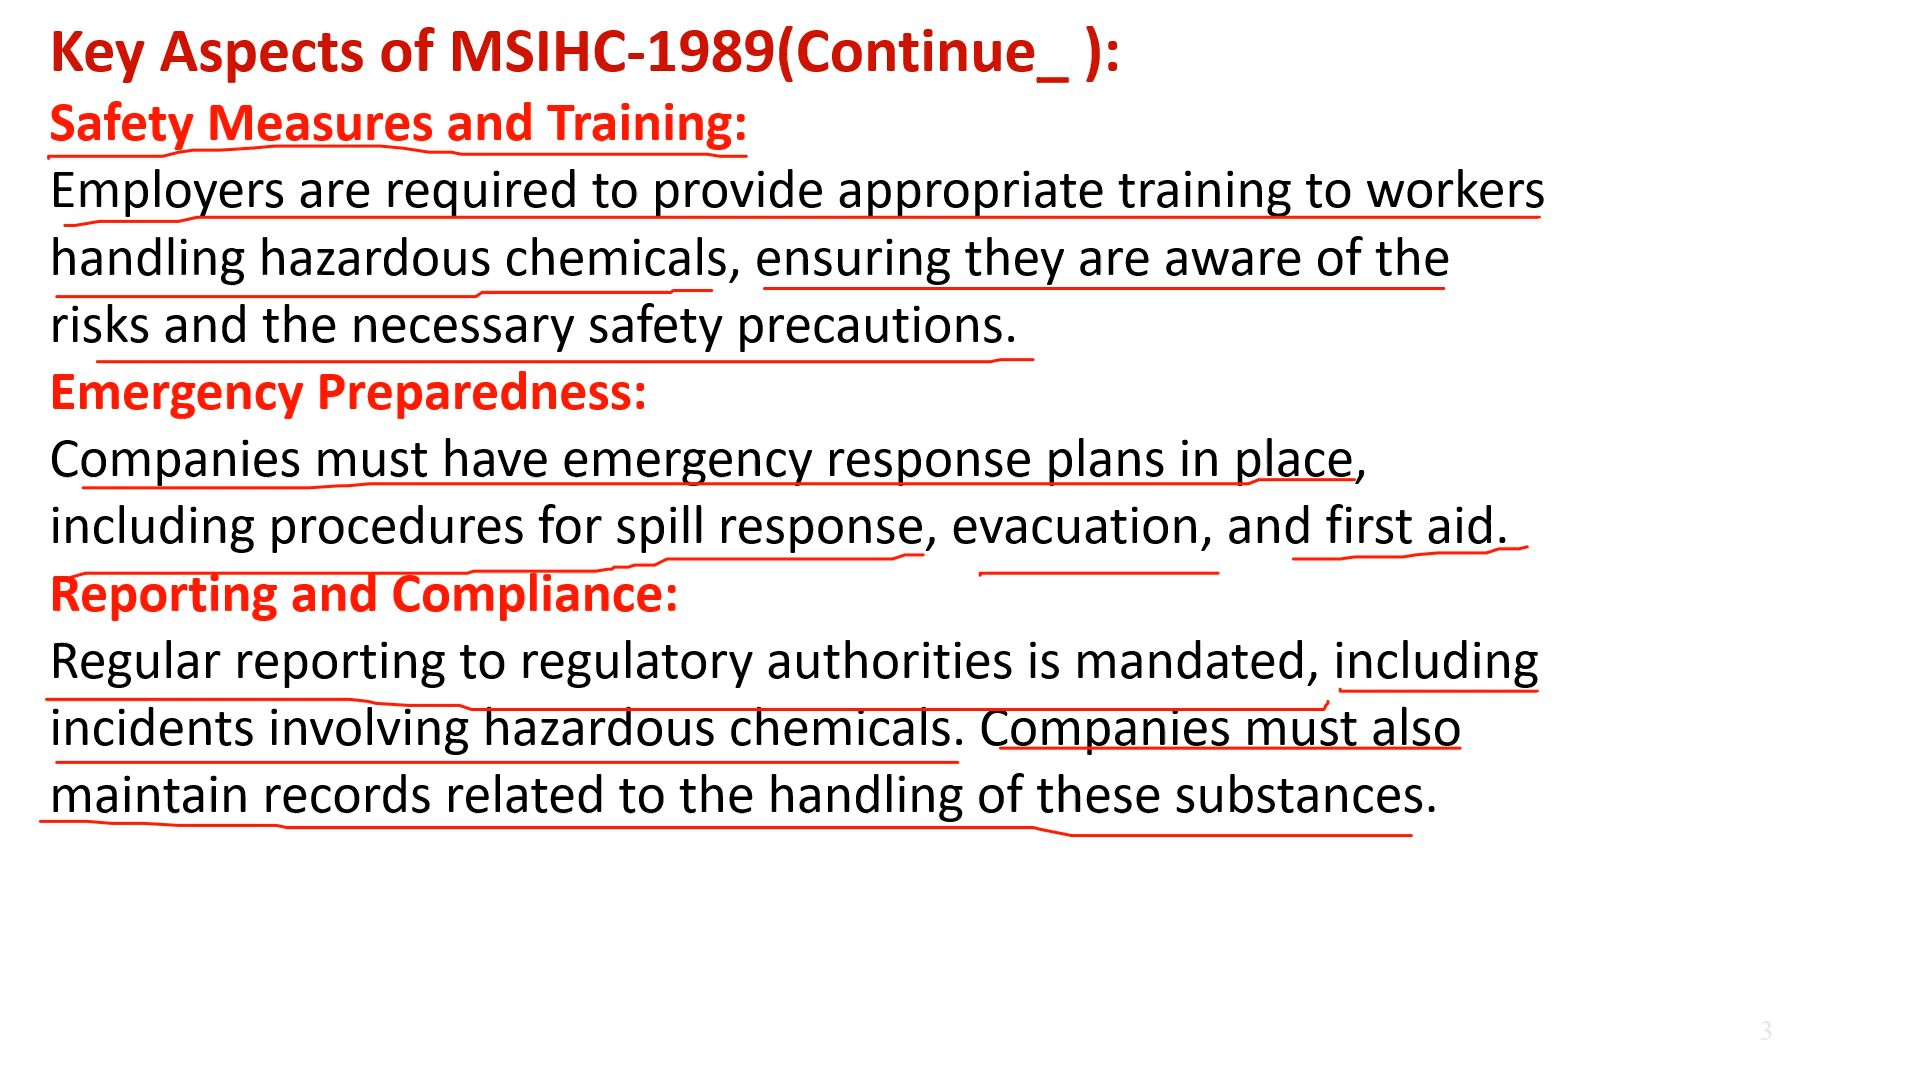 Key Aspects of MSIHC-1989(Continue_ ):
Safety Measures and Training:
Employers are required to provide appropriate training to workers
handling hazardous chemicals, ensuring they are aware of the
risks and the necessary safety precautions.
Emergency Preparedness:
Companies must have emergency response plans in place,
including procedures for spill response, evacuation, and first aid.
Reporting and Compliance:
Regular reporting to regulatory authorities is mandated, including
incidents involving hazardous chemicals. Companies must also
maintain records related to the handling of these substances.
3